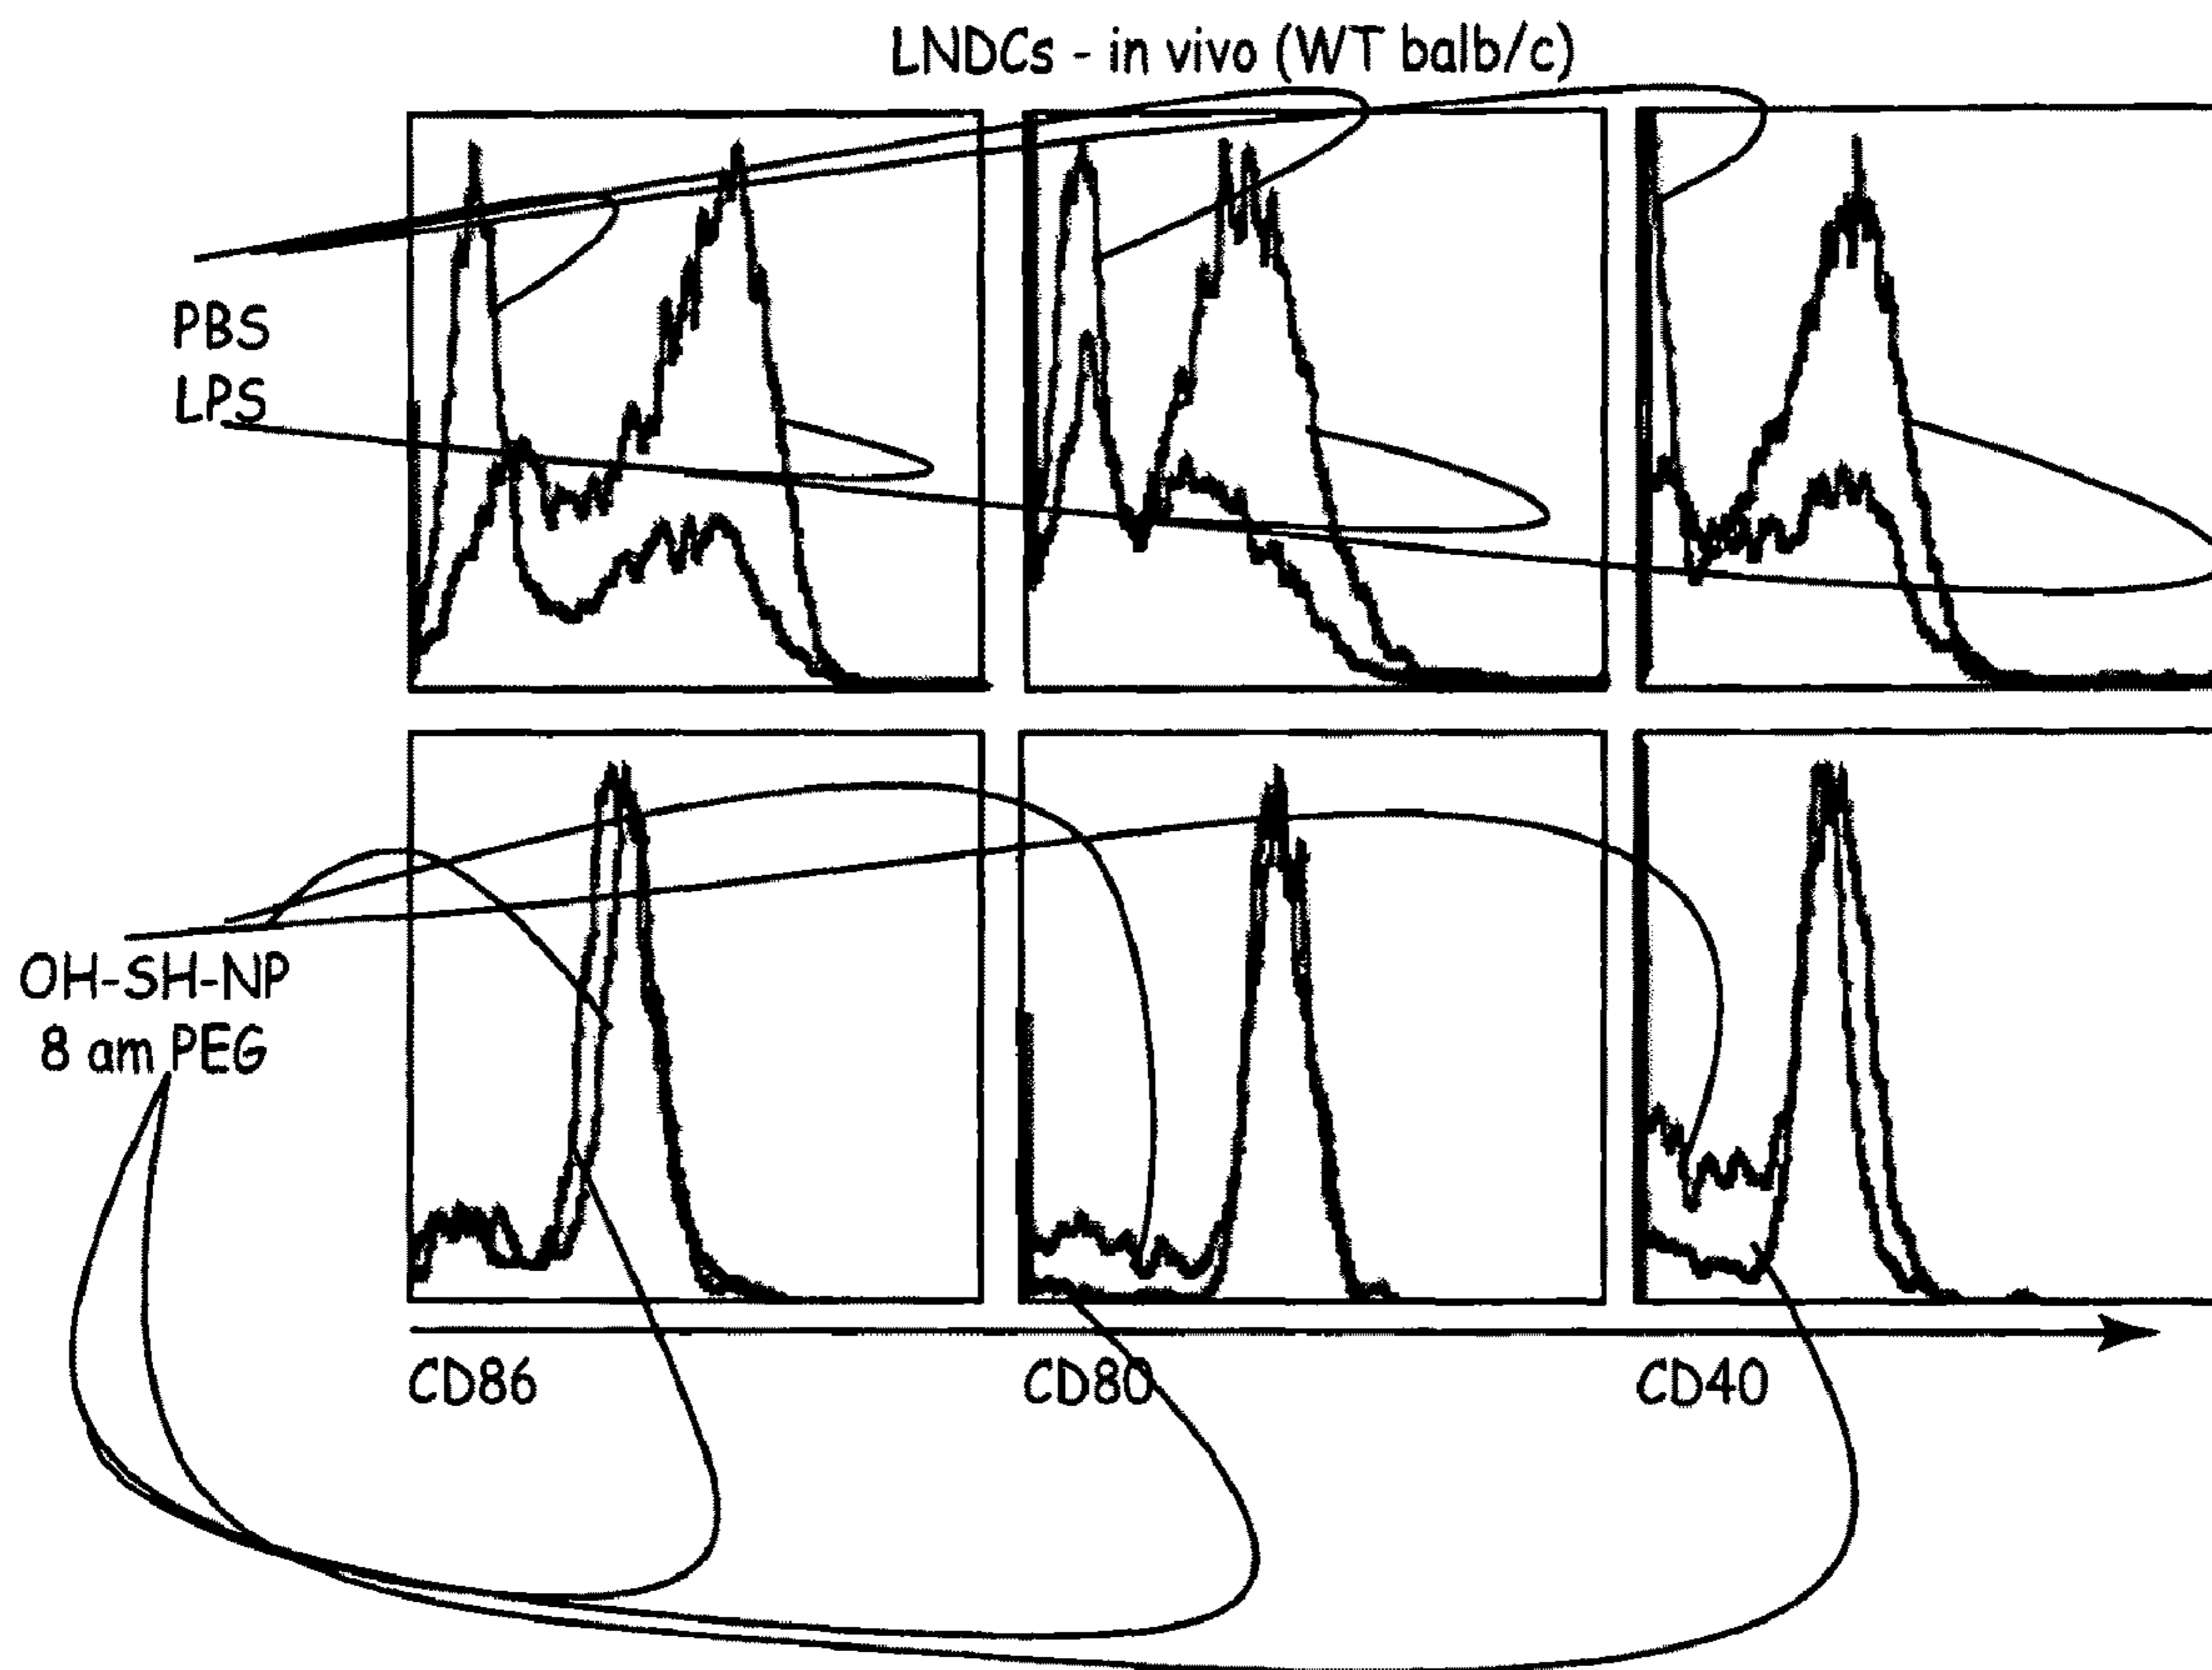 LNDCs - in vivo (WT balb/c)
PBS
LPS
OH-SH-NP
8 am PEG
CD86
CD80
CD40